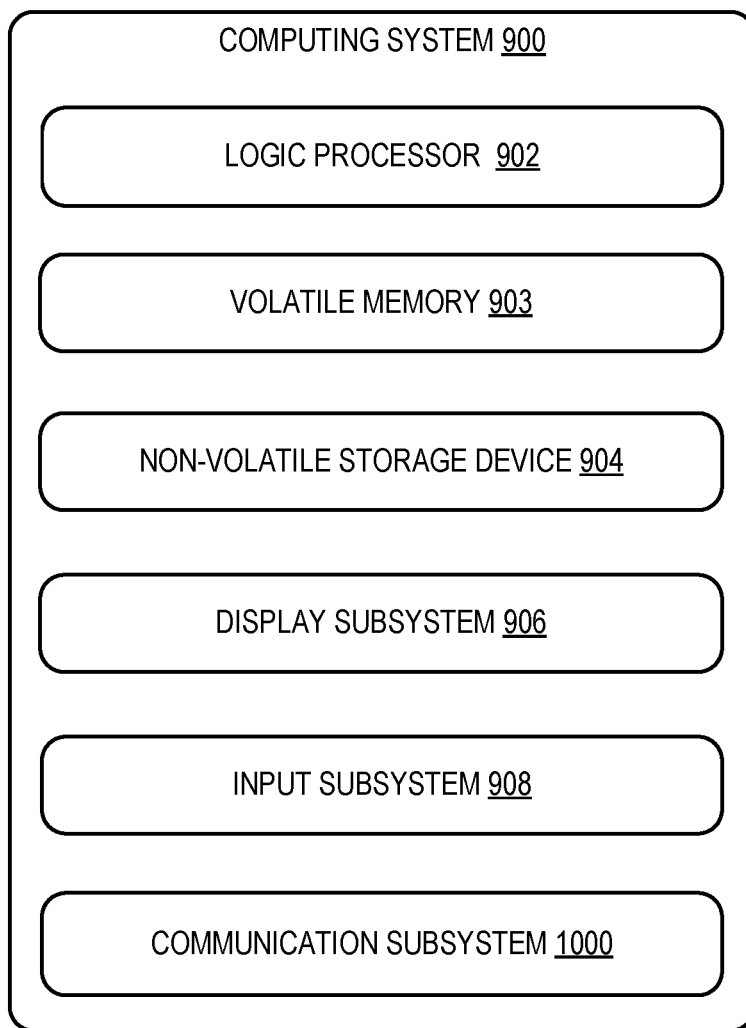 COMPUTING SYSTEM 900
LOGIC PROCESSOR 902
VOLATILE MEMORY 903
NON-VOLATILE STORAGE DEVICE 904
DISPLAY SUBSYSTEM 906
INPUT SUBSYSTEM 908
COMMUNICATION SUBSYSTEM 1000